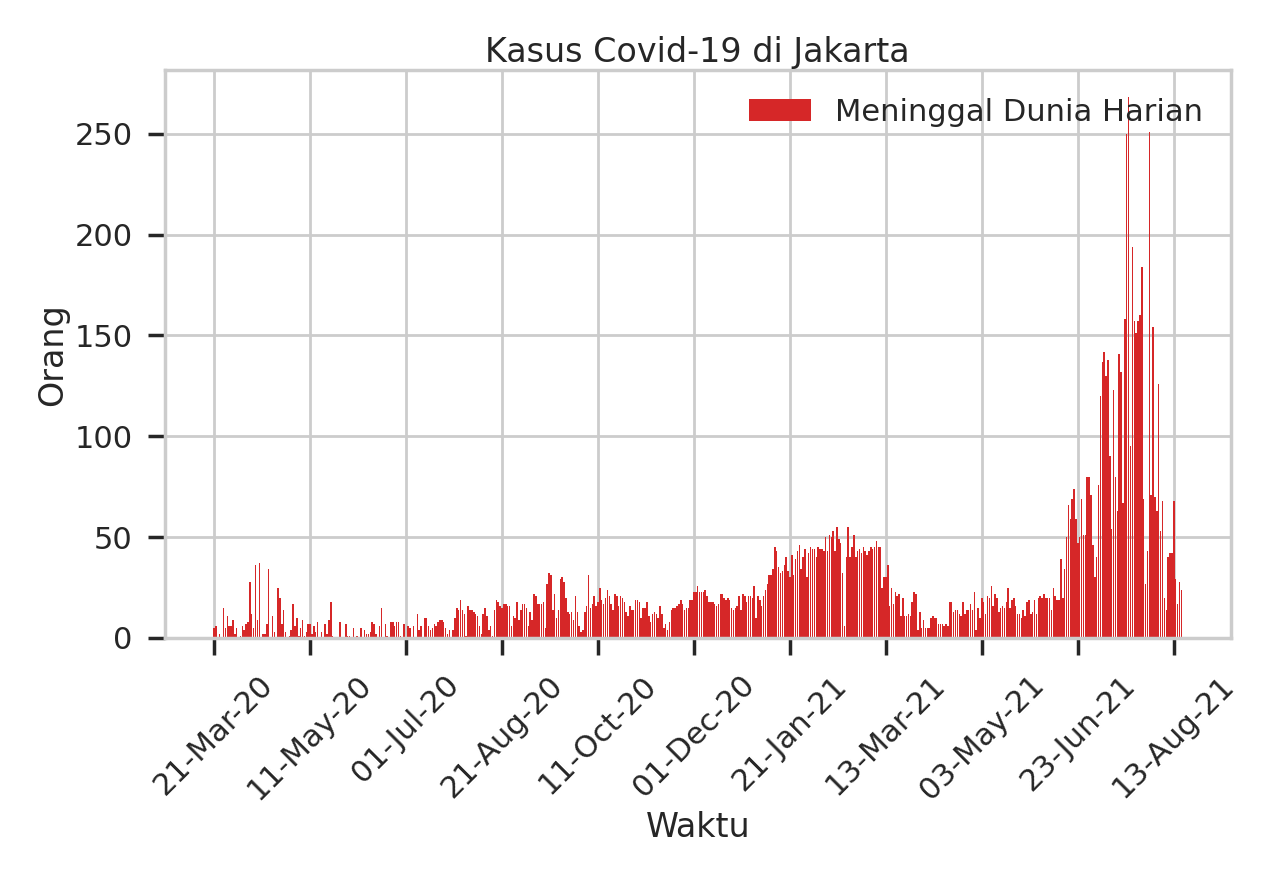 Kasus Covid-19 di Jakarta
Meninggal Dunia Harian
Orang
250
200
150
100
50
0
21-Mar-20
11-May-20
01-Jul-20
21-Aug-20
11-Oct-20
01-Dec-20
21-Jan-21
13-Mar-21
03-May-21
23-Jun-21
13-Aug-21
Waktu